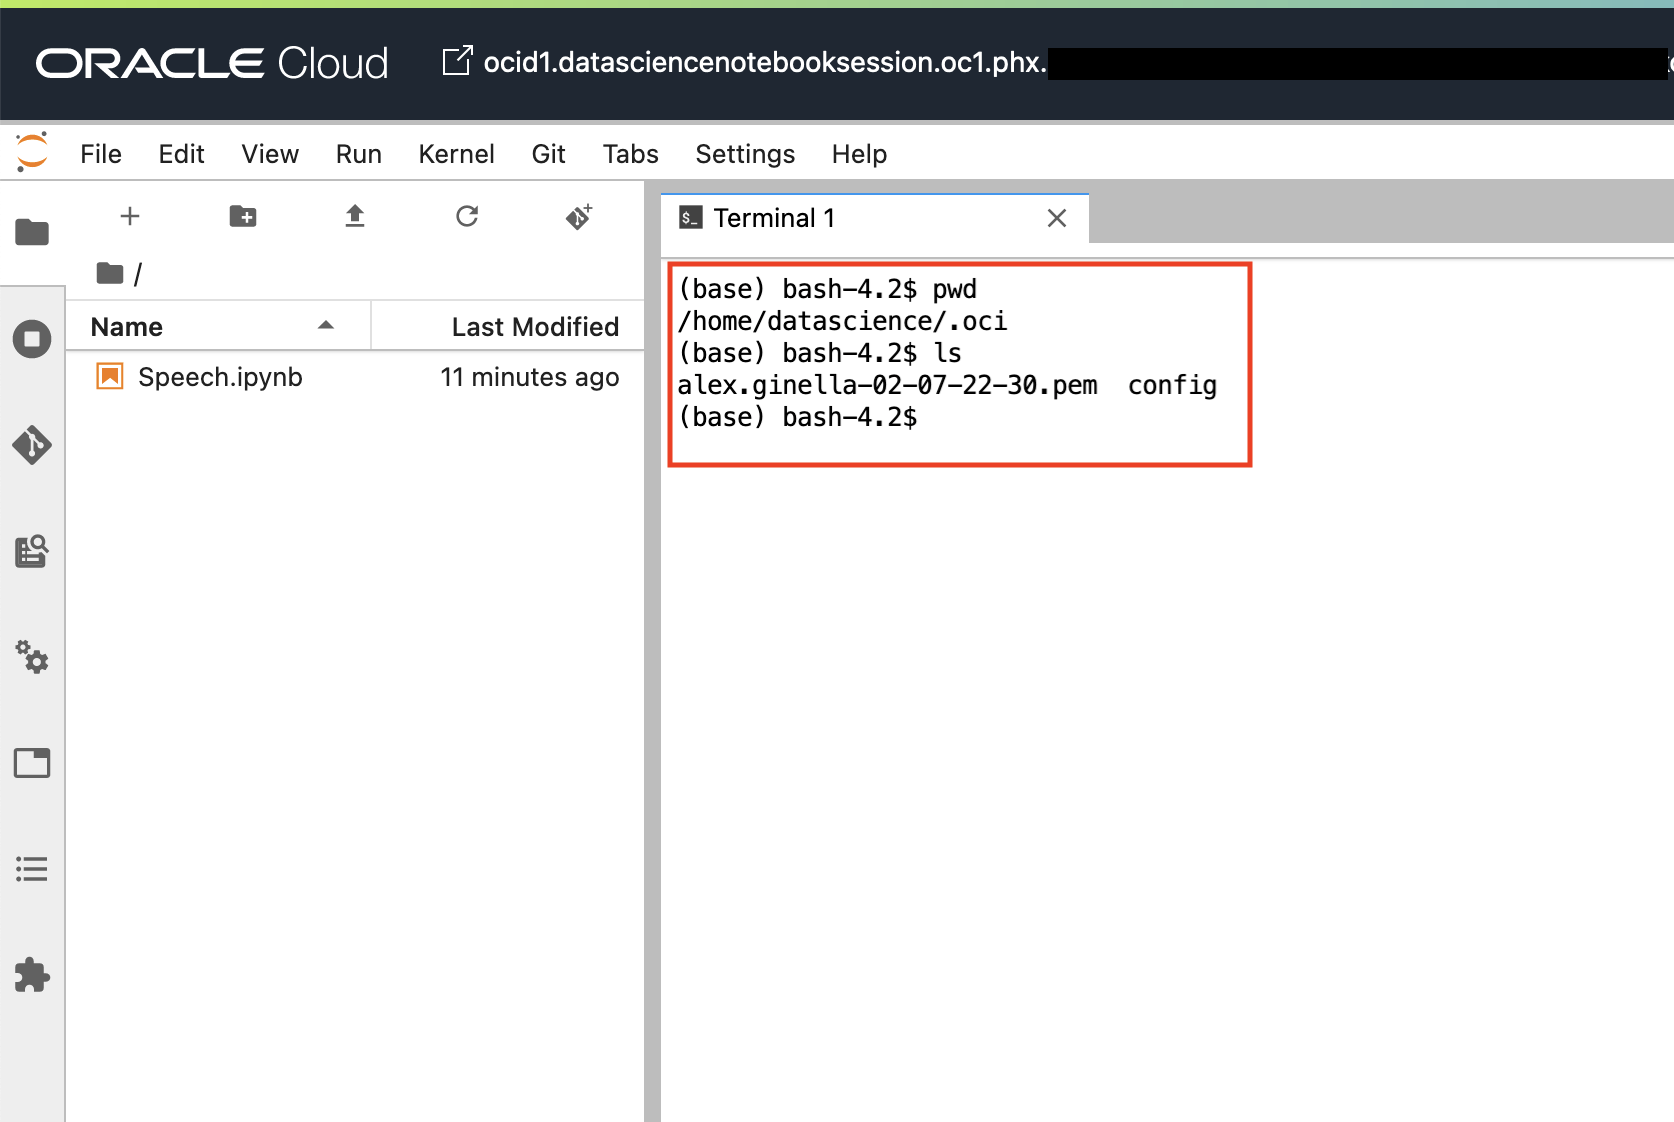 ORACLE Cloud ocid1.datasciencenotebooksession.oc1.phx.
File Edit View Run Kernel Git Tabs Settings Help
/
Name Last Modified
Speech.ipynb 11 minutes ago
$_ Terminal 1
(base) bash-4.2$ pwd
/home/datascience/.oci
(base) bash-4.2$ ls
alex.ginella-02-07-22-30.pem config
(base) bash-4.2$